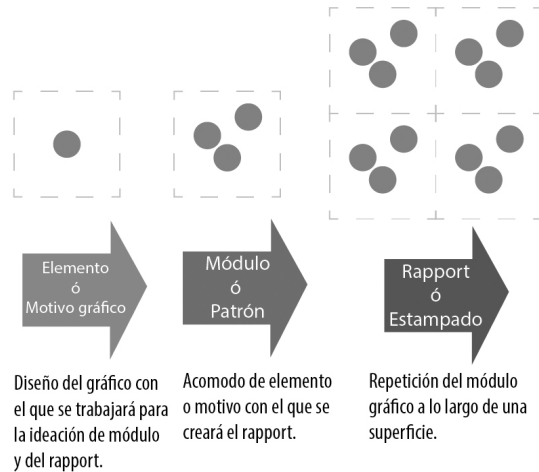 Elemento
ó
Motivo gráfico
Módulo
ó
Patrón
Rapport
ó
Estampado
Diseño del gráfico con
el que se trabajará para
la ideación de módulo
y del rapport.
Acomodo de elemento
o motivo con el que se
creará el rapport.
Repetición del módulo
gráfico a lo largo de una
superficie.